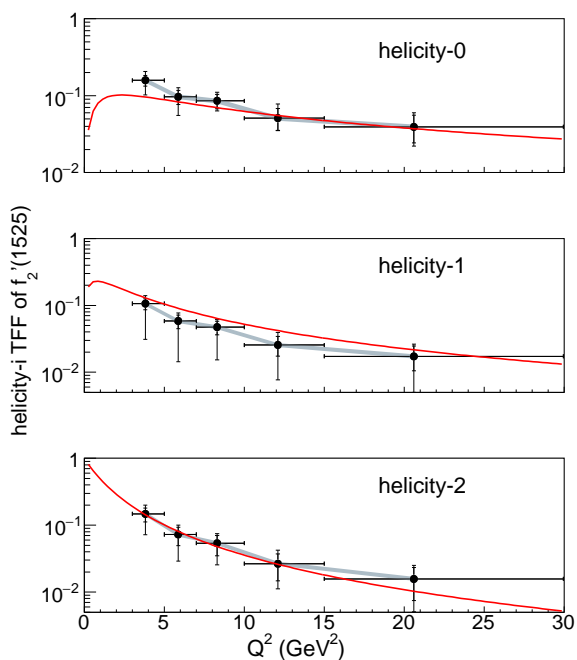 1
10⁻¹
10⁻²
helicity-0
1
10⁻¹
10⁻²
helicity-1
helicity-i TFF of f₂'(1525)
1
10⁻¹
10⁻²
helicity-2
0 5 10 15 20 25 30
Q² (GeV²)